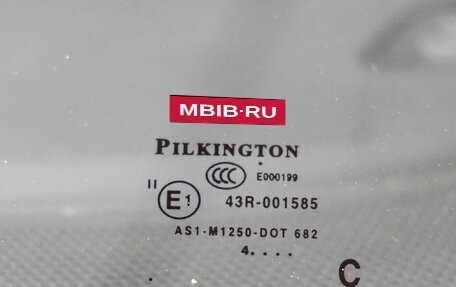 MBIB·RU
PILKINGTON
CCC E000199
II E1 43R-001585
AS1-M1250-DOT 682
4....
C